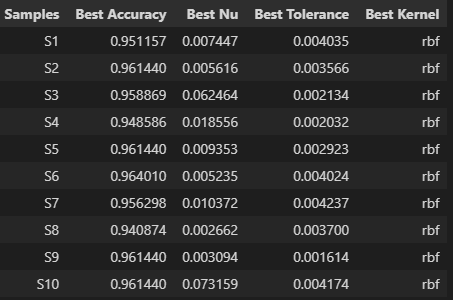 Samples Best Accuracy Best Nu Best Tolerance Best Kernel
S1 0.951157 0.007447 0.004035 rbf
S2 0.961440 0.005616 0.003566 rbf
S3 0.958869 0.062464 0.002134 rbf
S4 0.948586 0.018556 0.002032 rbf
S5 0.961440 0.009353 0.002923 rbf
S6 0.964010 0.005235 0.004024 rbf
S7 0.956298 0.010372 0.004237 rbf
S8 0.940874 0.002662 0.003700 rbf
S9 0.961440 0.003094 0.001614 rbf
S10 0.961440 0.073159 0.004174 rbf